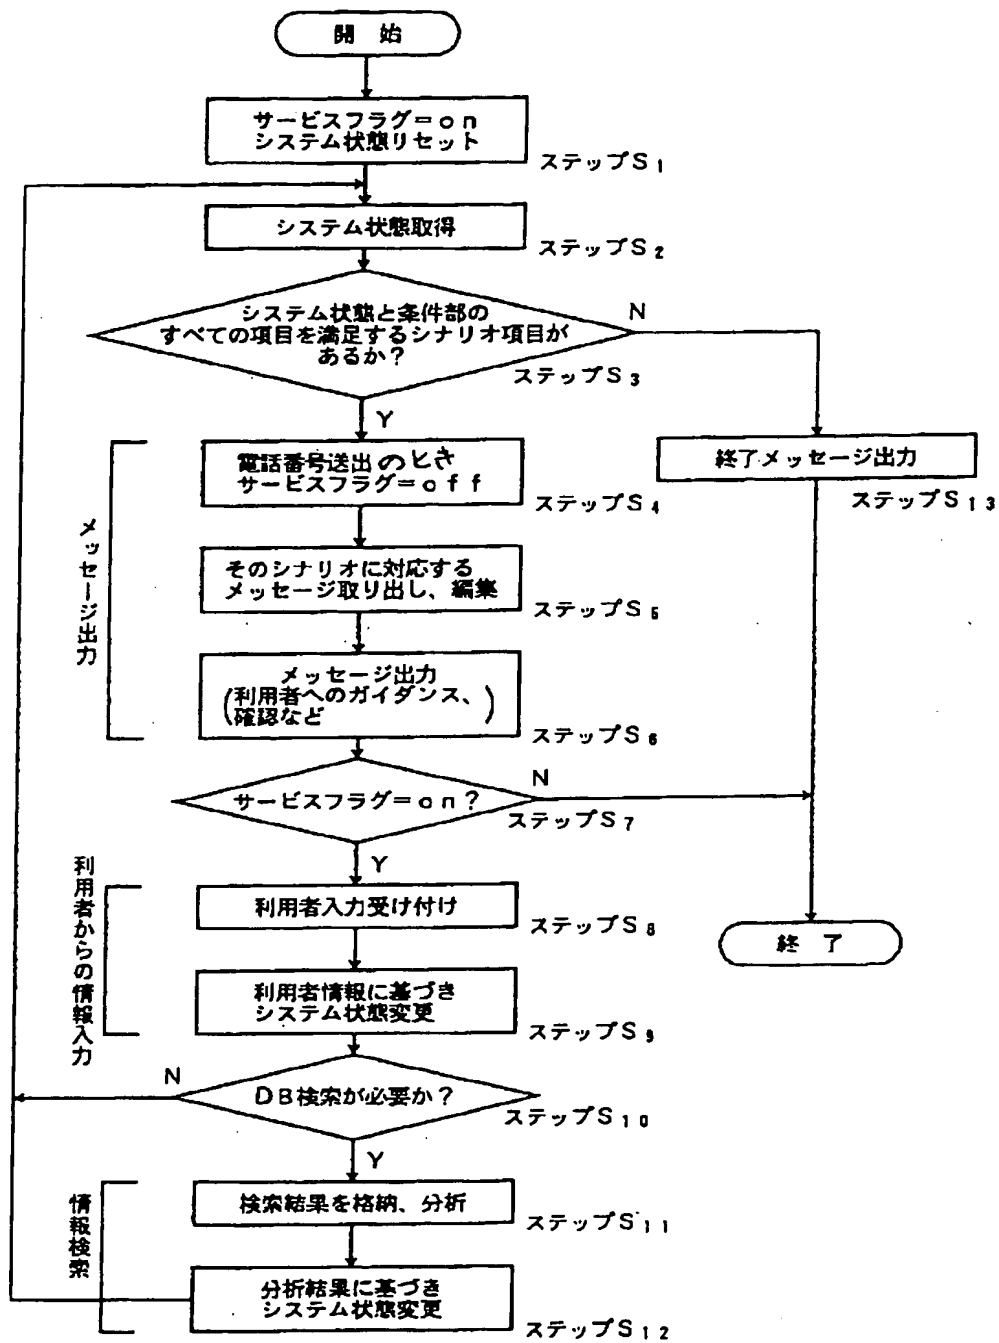 開 始
サービスフラグ=on
システム状態リセット
ステップS1
システム状態取得
ステップS2
システム状態と条件部の
すべての項目を満足するシナリオ項目が
あるか?
N
ステップS3
Y
電話番号送出のとき
サービスフラグ=off
ステップS4
終了メッセージ出力
ステップS13
そのシナリオに対応する
メッセージ取り出し、編集
ステップS5
メッセージ出力
(利用者へのガイダンス、
確認など)
ステップS6
メッセージ出力
サービスフラグ=on?
N
ステップS7
Y
利用者入力受け付け
ステップS8
終 了
利用者情報に基づき
システム状態変更
ステップS9
利用者からの情報入力
DB検索が必要か?
N
ステップS10
Y
検索結果を格納、分析
ステップS11
分析結果に基づき
システム状態変更
ステップS12
情報検索